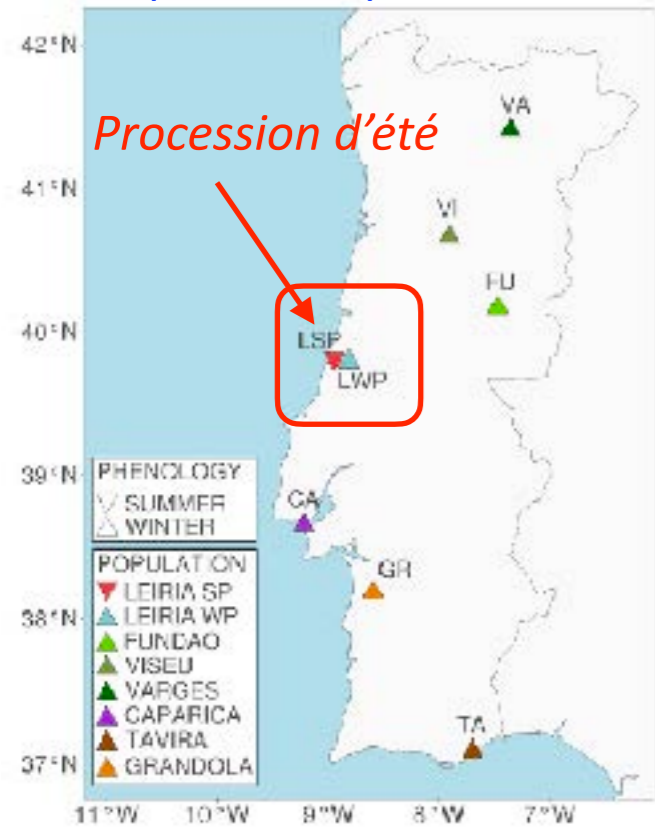 42°N
VA
Procession d'été
41°N
VI
FU
40°N
LSP
LWP
39°N
PHENOLOGY
SUMMER
WINTER
CA
POPULATION
LEIRIA SP
LEIRIA WP
FUNDAO
VISEU
VARGES
CAPARICA
TAVIRA
GRANDOLA
GR
38°N
TA
37°N
11°W 10°W 9°W 8°W 7°W